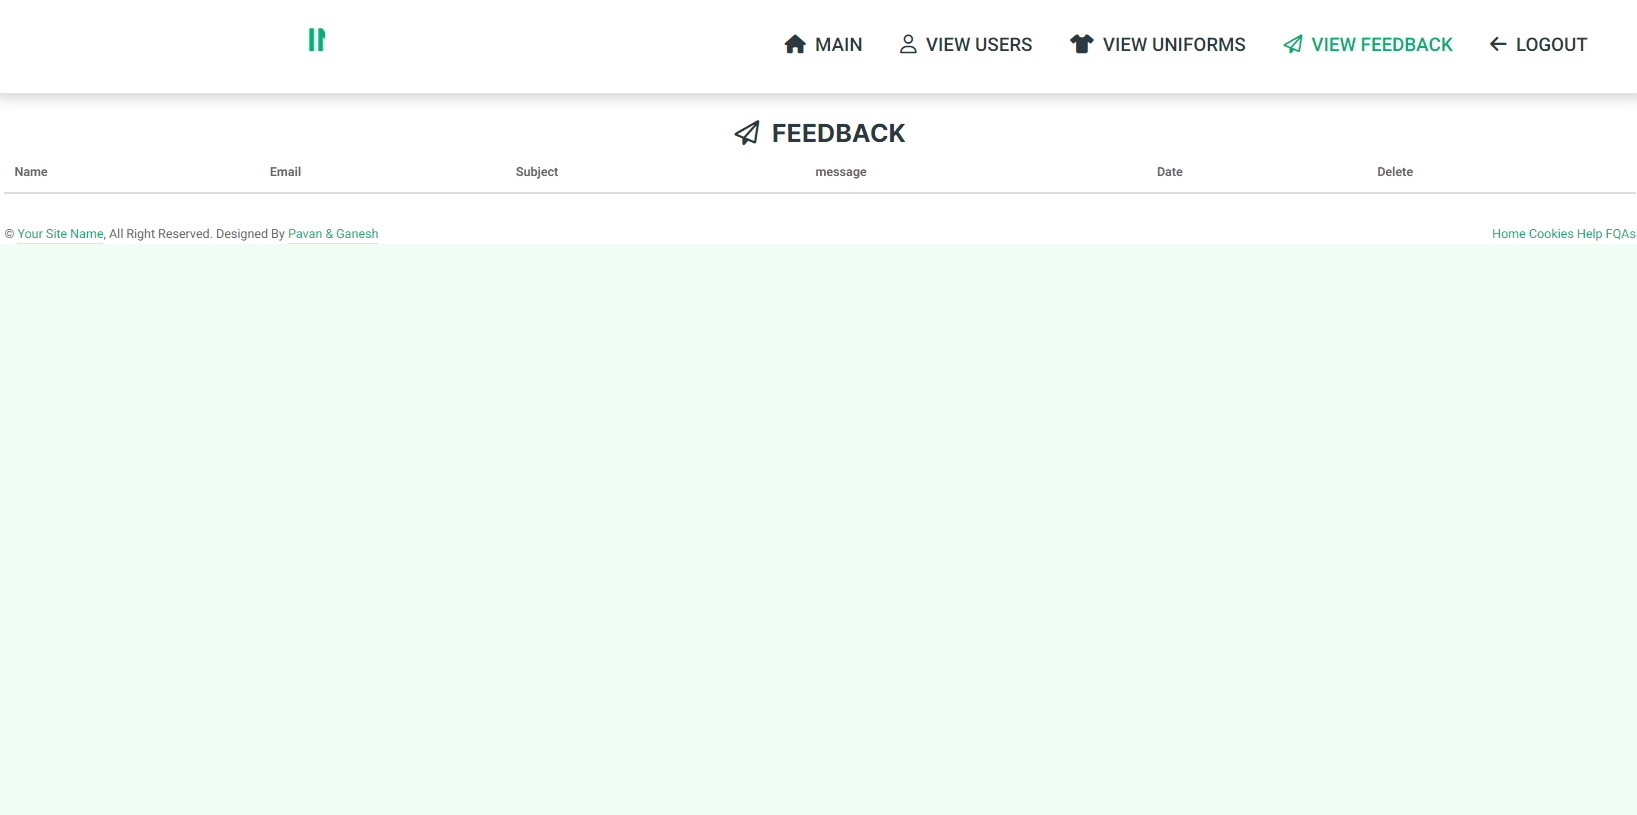 MAIN VIEW USERS VIEW UNIFORMS VIEW FEEDBACK LOGOUT
FEEDBACK
Name Email Subject message Date Delete
© Your Site Name, All Right Reserved. Designed By Pavan & Ganesh Home Cookies Help FQAs